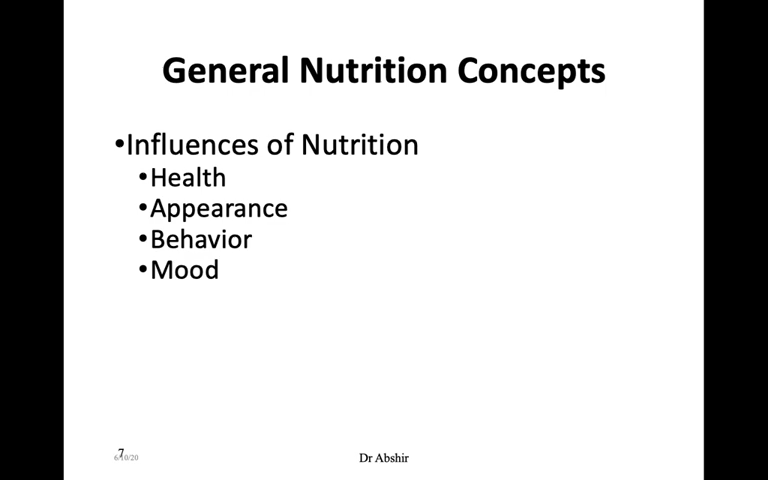 General Nutrition Concepts
•Influences of Nutrition
•Health
•Appearance
•Behavior
•Mood
7
6/10/20
Dr Abshir